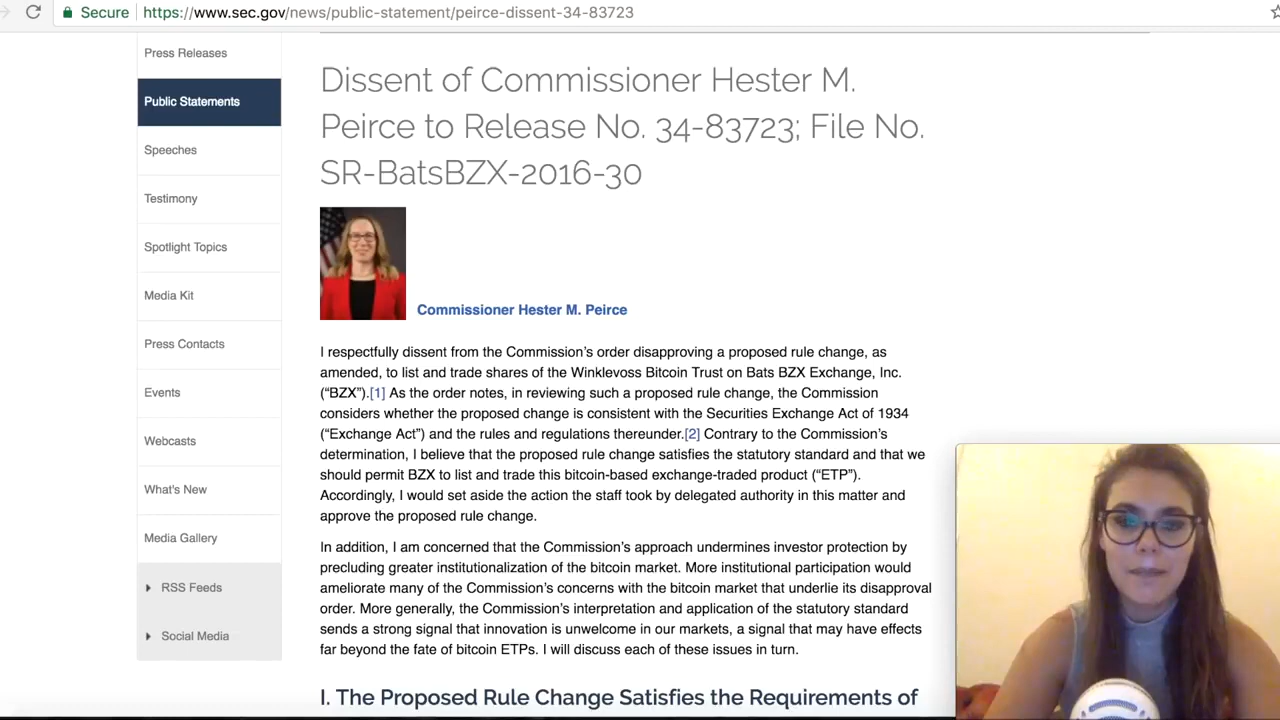 Secure https://www.sec.gov/news/public-statement/peirce-dissent-34-83723
Press Releases
Public Statements
Speeches
Testimony
Spotlight Topics
Media Kit
Press Contacts
Events
Webcasts
What's New
Media Gallery
RSS Feeds
Social Media
Dissent of Commissioner Hester M.
Peirce to Release No. 34-83723; File No.
SR-BatsBZX-2016-30
Commissioner Hester M. Peirce
I respectfully dissent from the Commission’s order disapproving a proposed rule change, as
amended, to list and trade shares of the Winklevoss Bitcoin Trust on Bats BZX Exchange, Inc.
(“BZX”).[1] As the order notes, in reviewing such a proposed rule change, the Commission
considers whether the proposed change is consistent with the Securities Exchange Act of 1934
(“Exchange Act”) and the rules and regulations thereunder.[2] Contrary to the Commission’s
determination, I believe that the proposed rule change satisfies the statutory standard and that we
should permit BZX to list and trade this bitcoin-based exchange-traded product (“ETP”).
Accordingly, I would set aside the action the staff took by delegated authority in this matter and
approve the proposed rule change.
In addition, I am concerned that the Commission’s approach undermines investor protection by
precluding greater institutionalization of the bitcoin market. More institutional participation would
ameliorate many of the Commission’s concerns with the bitcoin market that underlie its disapproval
order. More generally, the Commission’s interpretation and application of the statutory standard
sends a strong signal that innovation is unwelcome in our markets, a signal that may have effects
far beyond the fate of bitcoin ETPs. I will discuss each of these issues in turn.
I. The Proposed Rule Change Satisfies the Requirements of